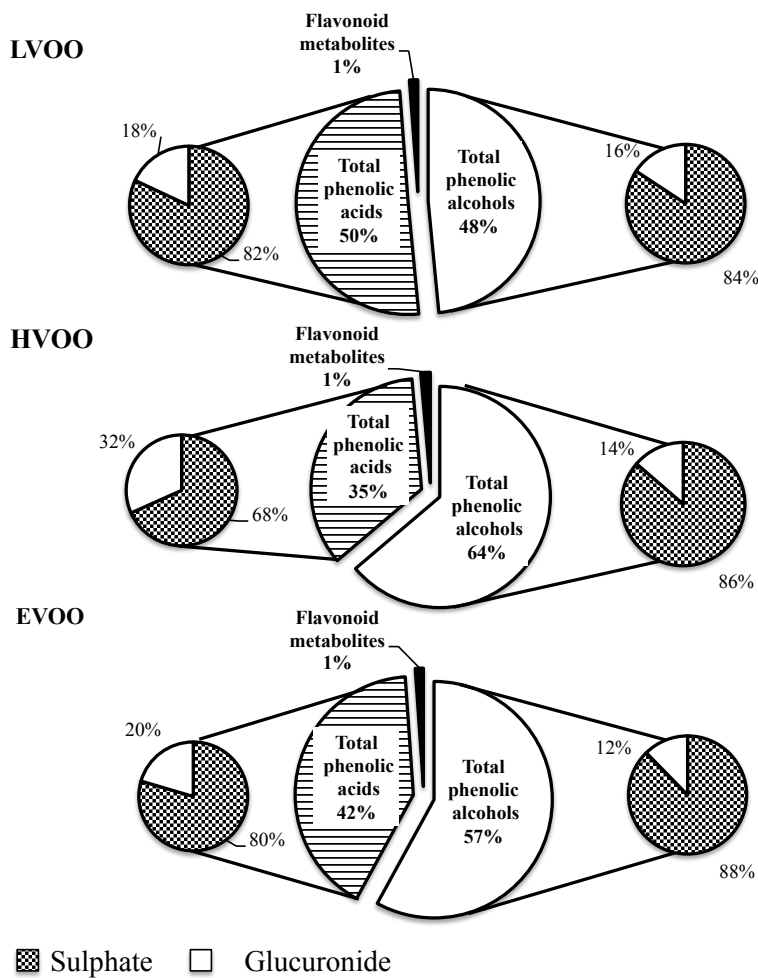 Flavonoid
metabolites
1%
LVOO
18%
82%
Total
phenolic
acids
50%
Total
phenolic
alcohols
48%
16%
84%
HVOO
Flavonoid
metabolites
1%
32%
68%
Total
phenolic
acids
35%
Total
phenolic
alcohols
64%
14%
86%
EVOO
Flavonoid
metabolites
1%
20%
80%
Total
phenolic
acids
42%
Total
phenolic
alcohols
57%
12%
88%
Sulphate Glucuronide